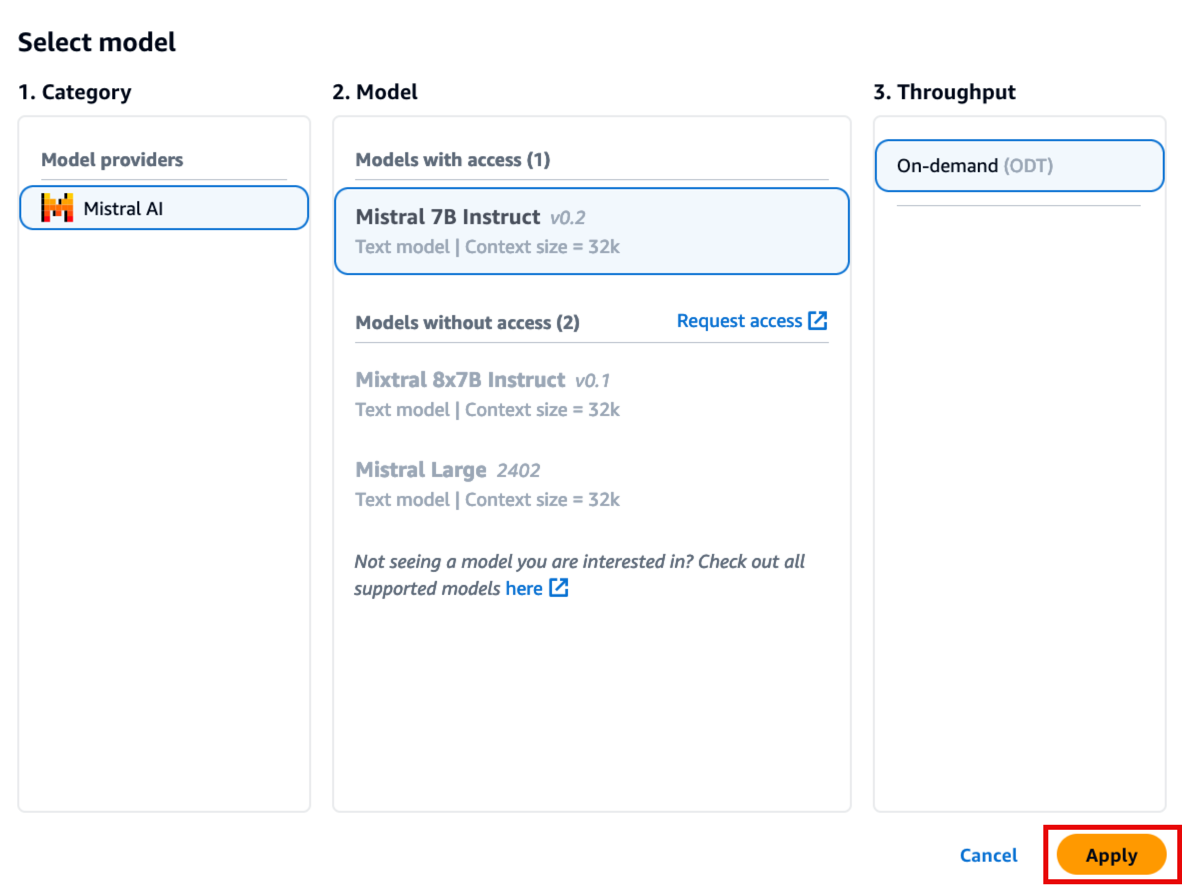 Select model
1. Category
Model providers
Mistral AI
2. Model
Models with access (1)
Mistral 7B Instruct v0.2
Text model | Context size = 32k
Models without access (2)
Request access
Mixtral 8x7B Instruct v0.1
Text model | Context size = 32k
Mistral Large 2402
Text model | Context size = 32k
Not seeing a model you are interested in? Check out all
supported models here
3. Throughput
On-demand (ODT)
Cancel
Apply